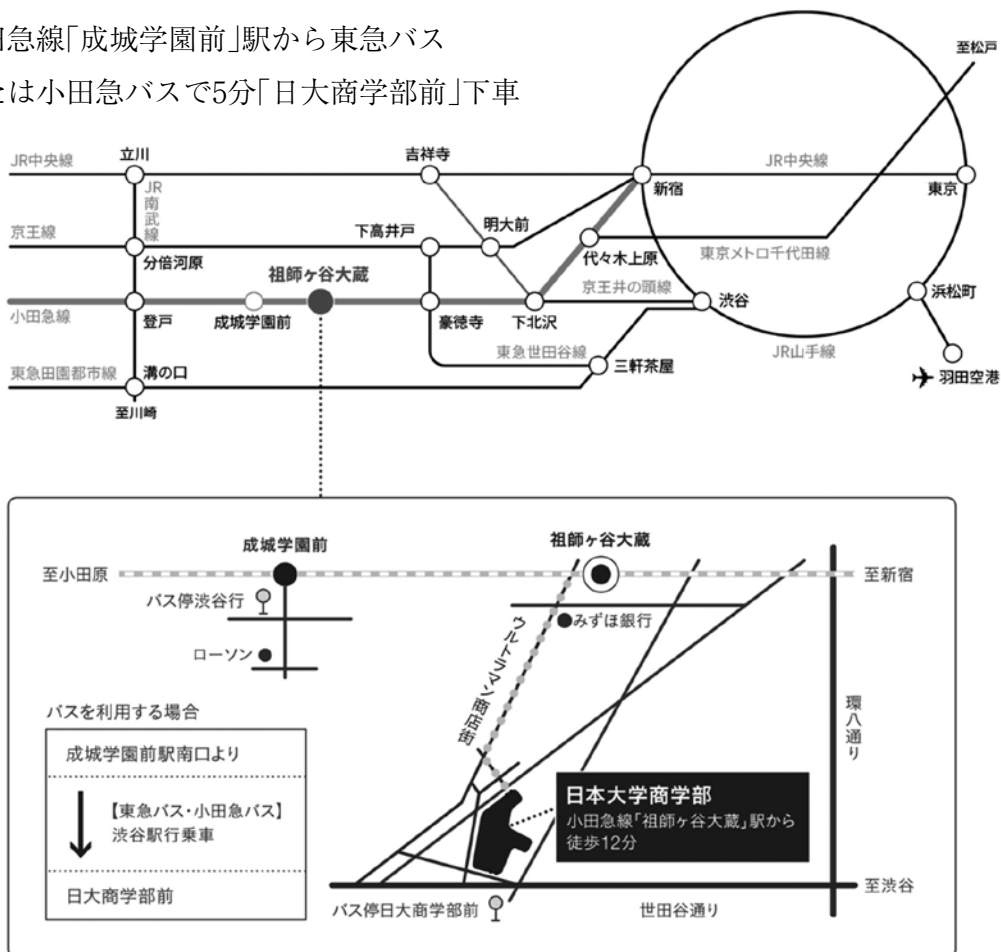 田急線「成城学園前」駅から東急バス
は小田急バスで5分「日大商学部前」下車
至松戸
JR中央線
立川
吉祥寺
JR中央線
新宿
東京
JR南武線
京王線
分倍河原
下高井戸
明大前
代々木上原
東京メトロ千代田線
祖師ヶ谷大蔵
京王井の頭線
渋谷
浜松町
小田急線
登戸
成城学園前
豪徳寺
下北沢
東急世田谷線
三軒茶屋
JR山手線
東急田園都市線
溝の口
羽田空港
至川崎
成城学園前
祖師ヶ谷大蔵
至小田原
至新宿
バス停渋谷行
みずほ銀行
ローソン
ウルトラマン商店街
環八通り
バスを利用する場合
成城学園前駅南口より
【東急バス・小田急バス】
渋谷駅行乗車
日大商学部前
日本大学商学部
小田急線「祖師ヶ谷大蔵」駅から
徒歩12分
至渋谷
バス停日大商学部前
世田谷通り